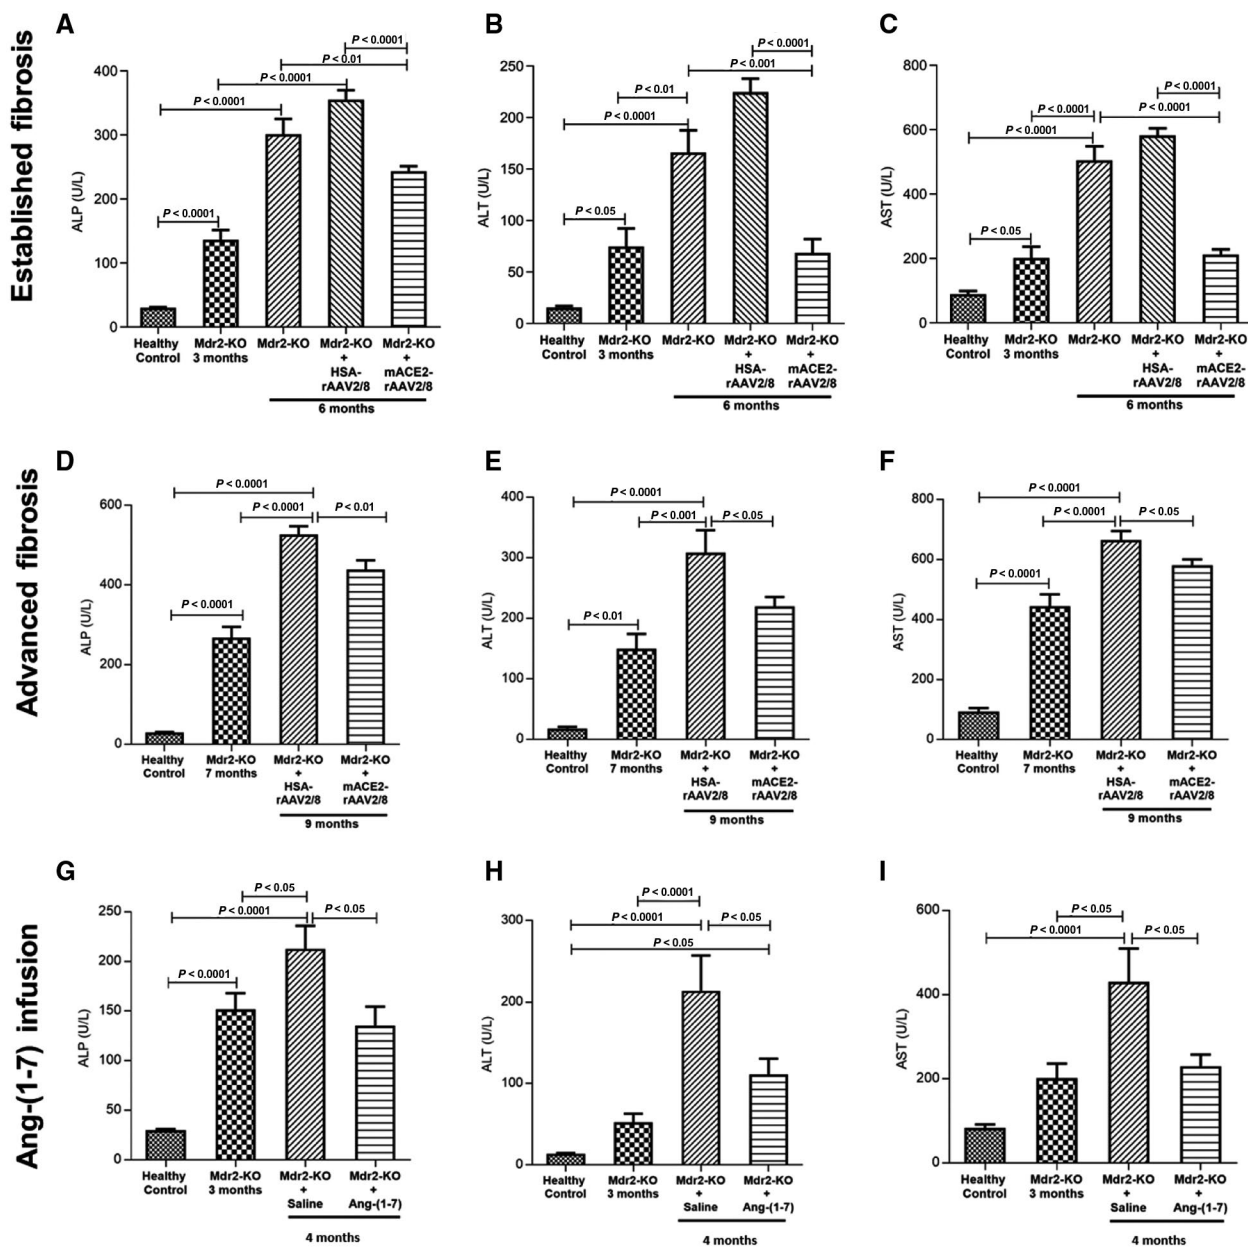 Established fibrosis
A
P < 0.0001
P < 0.01
P < 0.0001
P < 0.0001
P < 0.0001
ALP (U/L)
400
300
200
100
0
Healthy Control
Mdr2-KO 3 months
Mdr2-KO
Mdr2-KO + HSA-rAAV2/8
Mdr2-KO + mACE2-rAAV2/8
6 months
B
P < 0.0001
P < 0.001
P < 0.01
P < 0.0001
P < 0.05
ALT (U/L)
250
200
150
100
50
0
Healthy Control
Mdr2-KO 3 months
Mdr2-KO
Mdr2-KO + HSA-rAAV2/8
Mdr2-KO + mACE2-rAAV2/8
6 months
C
P < 0.0001
P < 0.0001
P < 0.0001
P < 0.0001
P < 0.05
AST (U/L)
800
600
400
200
0
Healthy Control
Mdr2-KO 3 months
Mdr2-KO
Mdr2-KO + HSA-rAAV2/8
Mdr2-KO + mACE2-rAAV2/8
6 months
Advanced fibrosis
D
P < 0.0001
P < 0.0001
P < 0.01
P < 0.0001
ALP (U/L)
600
400
200
0
Healthy Control
Mdr2-KO 7 months
Mdr2-KO + HSA-rAAV2/8
Mdr2-KO + mACE2-rAAV2/8
9 months
E
P < 0.0001
P < 0.001
P < 0.05
P < 0.01
ALT (U/L)
400
300
200
100
0
Healthy Control
Mdr2-KO 7 months
Mdr2-KO + HSA-rAAV2/8
Mdr2-KO + mACE2-rAAV2/8
9 months
F
P < 0.0001
P < 0.0001
P < 0.05
P < 0.0001
AST (U/L)
800
600
400
200
0
Healthy Control
Mdr2-KO 7 months
Mdr2-KO + HSA-rAAV2/8
Mdr2-KO + mACE2-rAAV2/8
9 months
Ang-(1-7) infusion
G
P < 0.05
P < 0.0001
P < 0.05
P < 0.0001
ALP (U/L)
250
200
150
100
50
0
Healthy Control
Mdr2-KO 3 months
Mdr2-KO + Saline
Mdr2-KO + Ang-(1-7)
4 months
H
P < 0.0001
P < 0.0001
P < 0.05
P < 0.05
ALT (U/L)
300
200
100
0
Healthy Control
Mdr2-KO 3 months
Mdr2-KO + Saline
Mdr2-KO + Ang-(1-7)
4 months
I
P < 0.05
P < 0.0001
P < 0.05
AST (U/L)
600
400
200
0
Healthy Control
Mdr2-KO 3 months
Mdr2-KO + Saline
Mdr2-KO + Ang-(1-7)
4 months